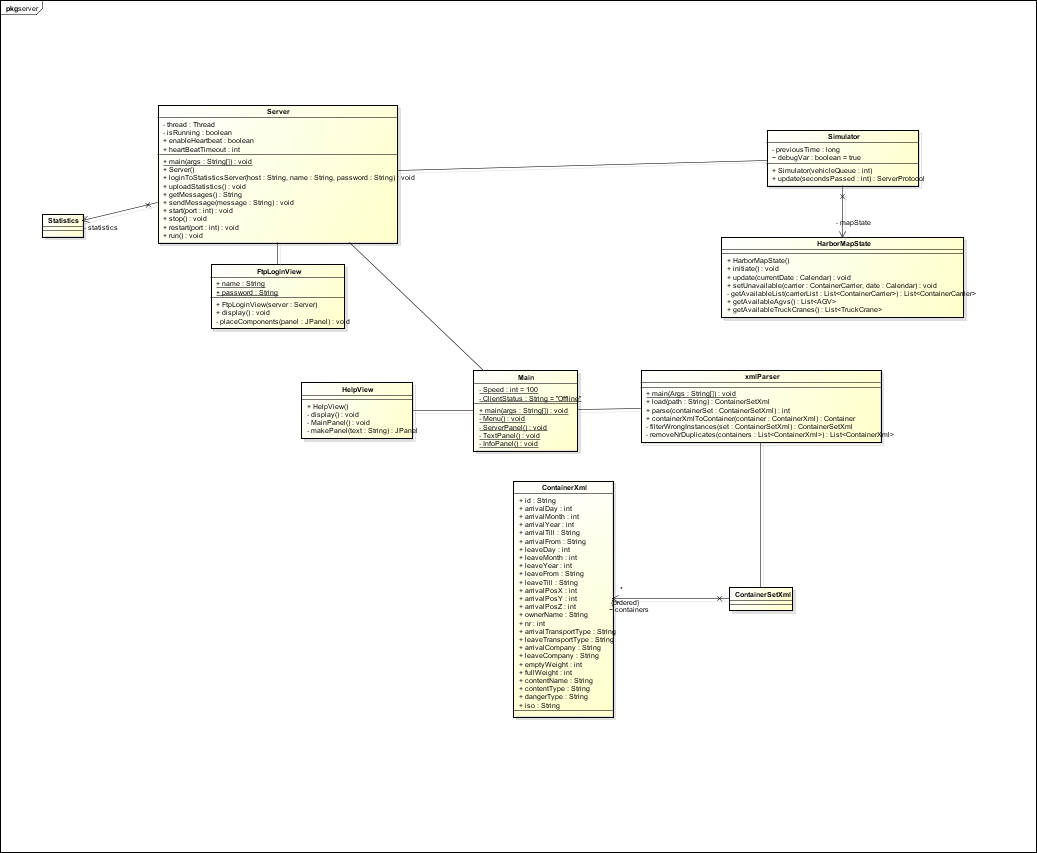 pkg server
Server
- thread : Thread
- isRunning : boolean
+ enableHeartbeat : boolean
+ heartBeatTimeout : int
+ main(args : String[]) : void
+ Server()
+ loginToStatisticsServer(host : String, name : String, password : String) : void
+ uploadStatistics() : void
+ getMessages() : String
+ sendMessage(message : String) : void
+ start(port : int) : void
+ stop() : void
+ restart(port : int) : void
+ run() : void
Simulator
- previousTime : long
~ debugVar : boolean = true
+ Simulator(vehicleQueue : int)
+ update(secondsPassed : int) : ServerProtocol
Statistics
- statistics
- mapState
HarborMapState
+ HarborMapState()
+ initiate() : void
+ update(currentDate : Calendar) : void
+ setUnavailable(carrier : ContainerCarrier, date : Calendar) : void
- getAvailableList(carrierList : List<ContainerCarrier>) : List<ContainerCarrier>
+ getAvailableAgvs() : List<AGV>
+ getAvailableTruckCranes() : List<TruckCrane>
FtpLoginView
+ name : String
+ password : String
+ FtpLoginView(server : Server)
+ display() : void
- placeComponents(panel : JPanel) : void
HelpView
+ HelpView()
- display() : void
- MainPanel() : void
- makePanel(text : String) : JPanel
Main
- Speed : int = 100
- ClientStatus : String = "Offline"
+ main(args : String[]) : void
- Menu() : void
- ServerPanel() : void
- TextPanel() : void
- InfoPanel() : void
xmlParser
+ main(Args : String[]) : void
+ load(path : String) : ContainerSetXml
+ parse(containerSet : ContainerSetXml) : int
+ containerXmlToContainer(container : ContainerXml) : Container
- filterWrongInstances(set : ContainerSetXml) : ContainerSetXml
- removeNrDuplicates(containers : List<ContainerXml>) : List<ContainerXml>
ContainerXml
+ id : String
+ arrivalDay : int
+ arrivalMonth : int
+ arrivalYear : int
+ arrivalTill : String
+ arrivalFrom : String
+ leaveDay : int
+ leaveMonth : int
+ leaveYear : int
+ leaveFrom : String
+ leaveTill : String
+ arrivalPosX : int
+ arrivalPosY : int
+ arrivalPosZ : int
+ ownerName : String
+ nr : int
+ arrivalTransportType : String
+ leaveTransportType : String
+ arrivalCompany : String
+ leaveCompany : String
+ emptyWeight : int
+ fullWeight : int
+ contentName : String
+ contentType : String
+ dangerType : String
+ iso : String
*
{ordered}
~ containers
ContainerSetXml